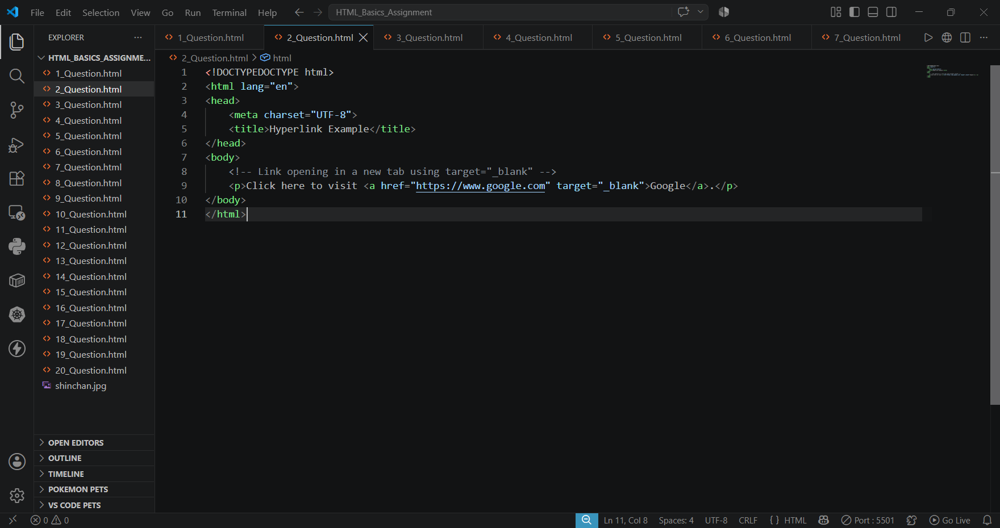 File Edit Selection View Go Run Terminal Help
HTML_Basics_Assignment
EXPLORER
HTML_BASICS_ASSIGNME...
1_Question.html
2_Question.html
3_Question.html
4_Question.html
5_Question.html
6_Question.html
7_Question.html
8_Question.html
9_Question.html
10_Question.html
11_Question.html
12_Question.html
13_Question.html
14_Question.html
15_Question.html
16_Question.html
17_Question.html
18_Question.html
19_Question.html
20_Question.html
shinchan.jpg
OPEN EDITORS
OUTLINE
TIMELINE
POKEMON PETS
VS CODE PETS
1_Question.html 2_Question.html 3_Question.html 4_Question.html 5_Question.html 6_Question.html 7_Question.html
2_Question.html > html
1 <!DOCTYPEDOCTYPE html>
2 <html lang="en">
3 <head>
4 <meta charset="UTF-8">
5 <title>Hyperlink Example</title>
6 </head>
7 <body>
8 <!-- Link opening in a new tab using target="_blank" -->
9 <p>Click here to visit <a href="https://www.google.com" target="_blank">Google</a>.</p>
10 </body>
11 </html>
0 0 Ln 11, Col 8 Spaces: 4 UTF-8 CRLF { } HTML Port : 5501 Go Live